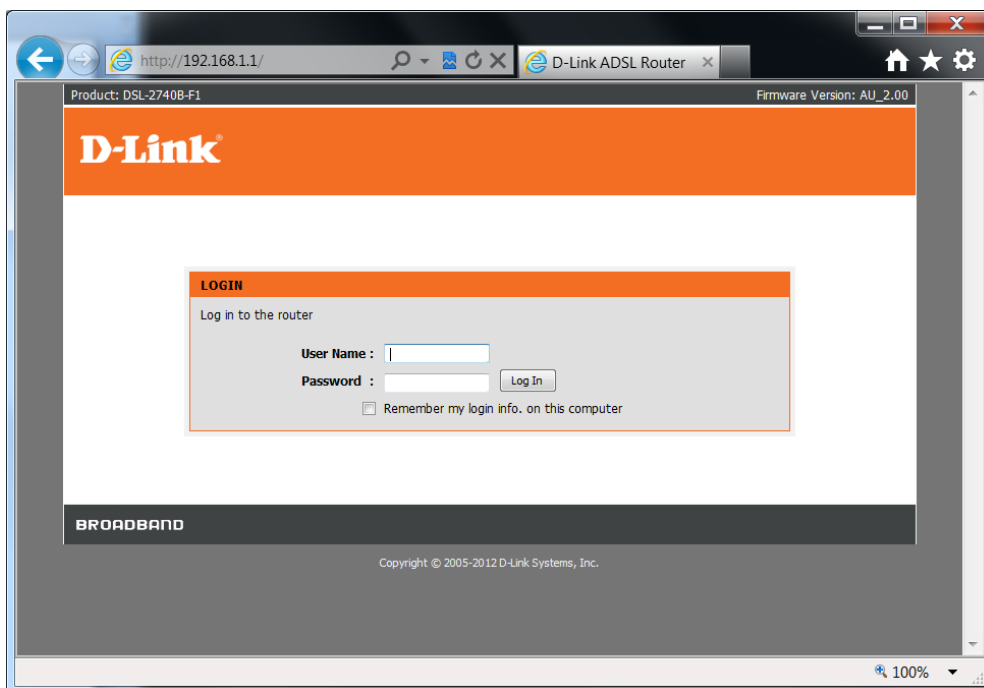 http://192.168.1.1/
D-Link ADSL Router
Product: DSL-2740B-F1 Firmware Version: AU_2.00
D-Link®
LOGIN
Log in to the router
User Name :
Password :
Log In
Remember my login info. on this computer
BROADBAND
Copyright © 2005-2012 D-Link Systems, Inc.
100%